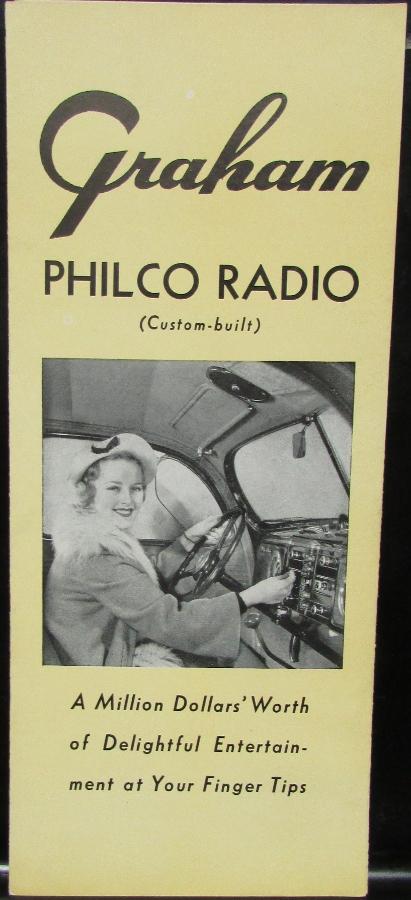 Graham
PHILCO RADIO
(Custom-built)
A Million Dollars' Worth
of Delightful Entertain-
ment at Your Finger Tips